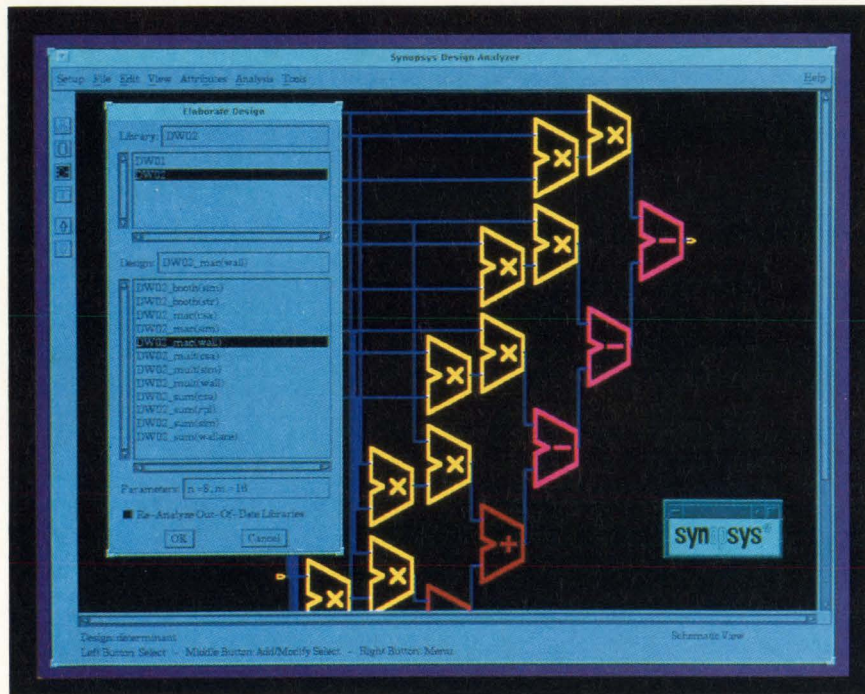 Synopsys Design Analyzer
Setup File Edit View Attributes Analysis Tools Help
Elaborate Design
Library: DW02
DW01
DW02
Design: DW02_mac(wall)
DW02_booth(sim)
DW02_booth(str)
DW02_mac(csa)
DW02_mac(sim)
DW02_mac(wall)
DW02_mult(csa)
DW02_mult(sim)
DW02_mult(wall)
DW02_sum(csa)
DW02_sum(rpl)
DW02_sum(sim)
Parameters: n=8, m=16
Re-Analyze Out-Of-Date Libraries
OK Cancel
synopsys®
Design: determinant
Schematic View
Left Button: Select - Middle Button: Add/Modify Select - Right Button: Menu